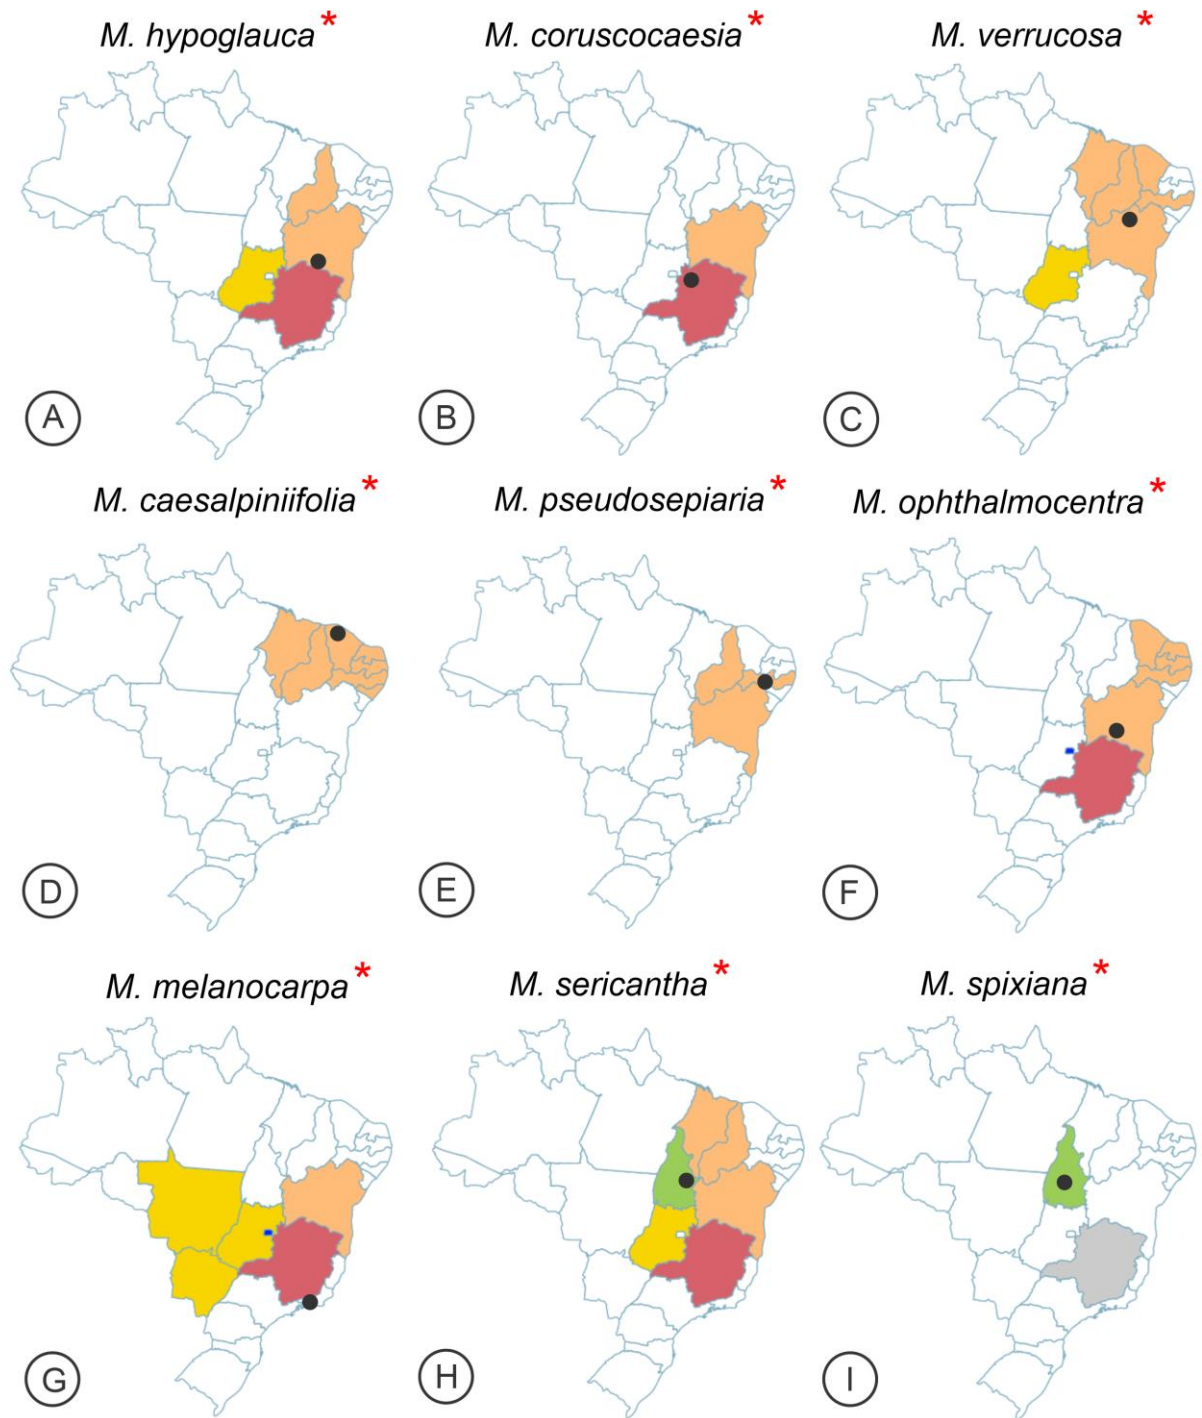 M. hypoglauca*
M. coruscocaesia*
M. verrucosa*
A
B
C
M. caesalpiniifolia*
M. pseudosepiaria*
M. ophthalmocentra*
D
E
F
M. melanocarpa*
M. sericantha*
M. spixiana*
G
H
I